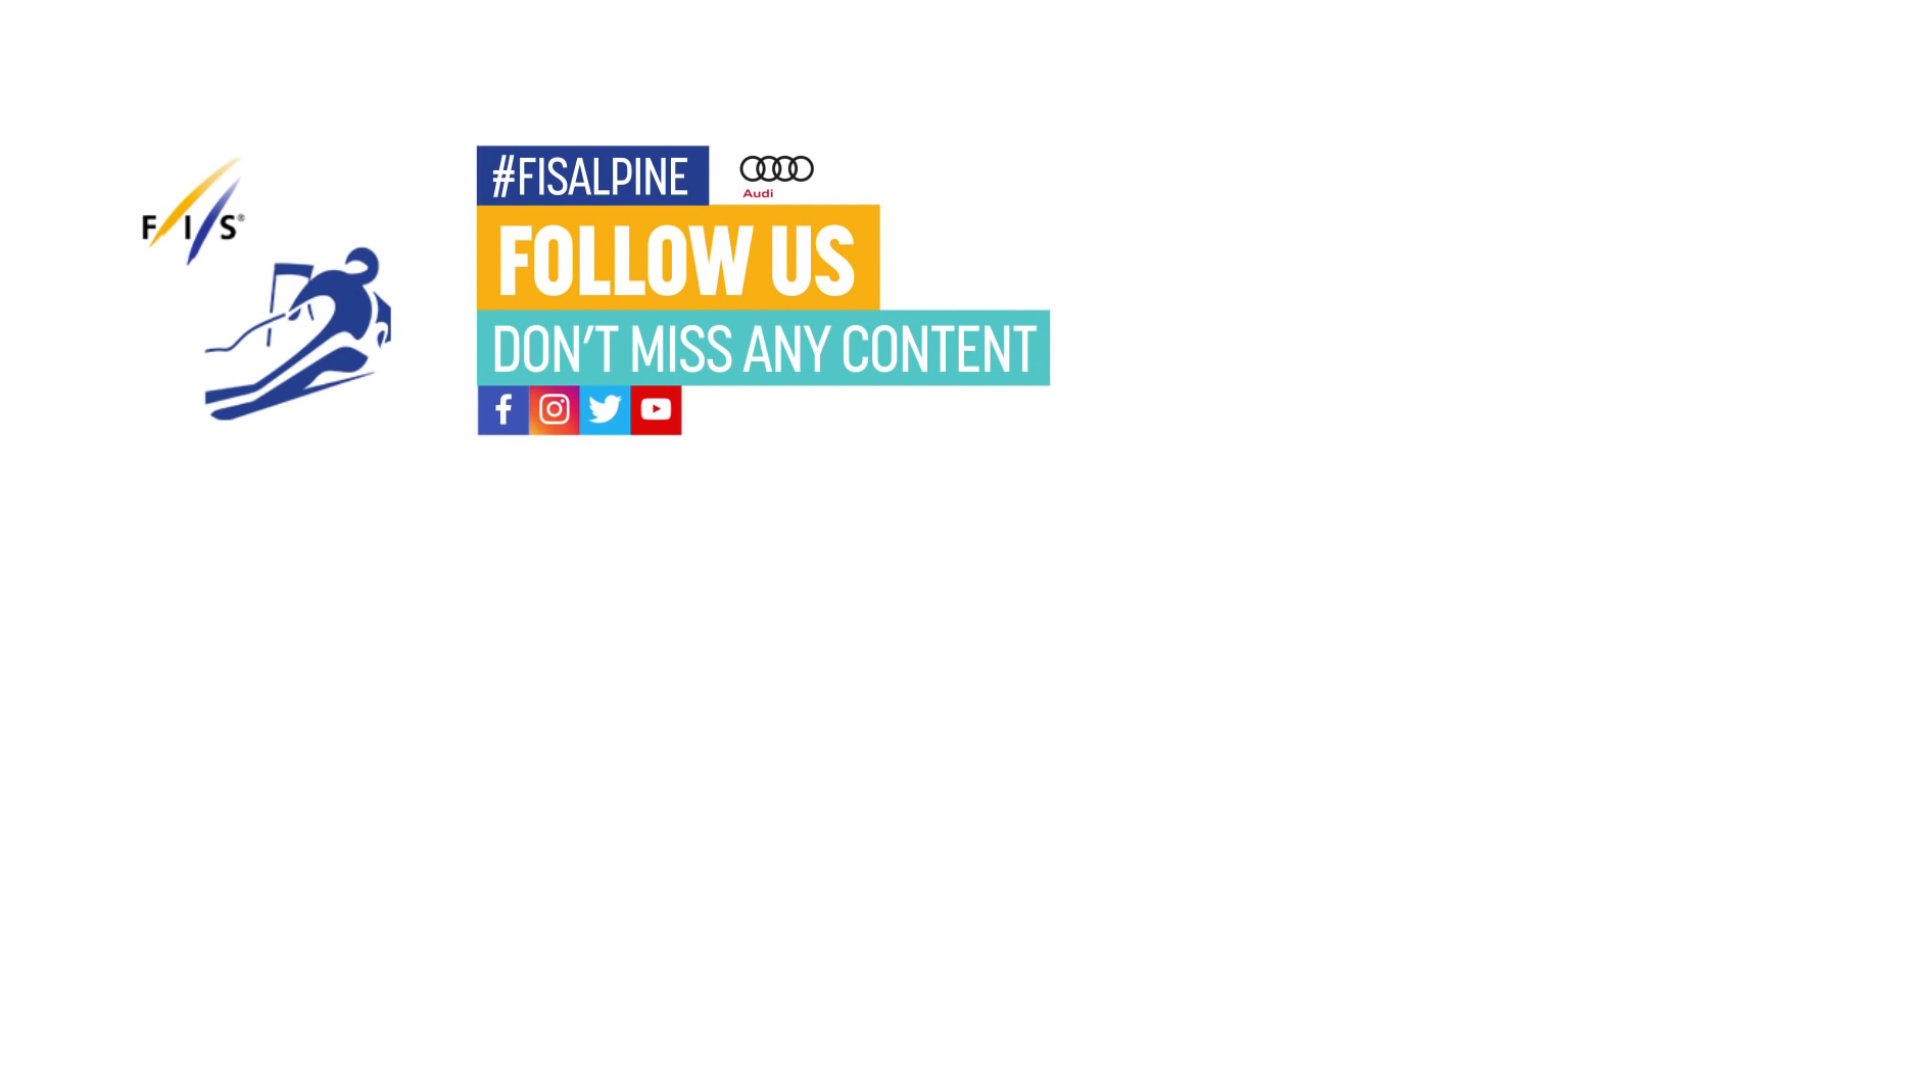 FIS®
#FISALPINE
Audi
FOLLOW US
DON'T MISS ANY CONTENT